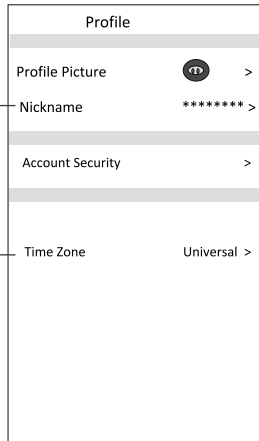 Profile
Profile Picture >
Nickname ******** >
Account Security >
Time Zone Universal >